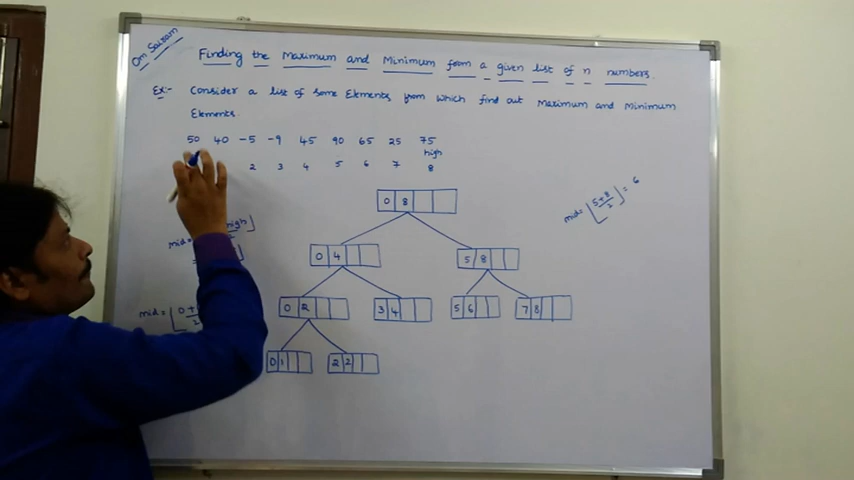 Om Sairam
Finding the Maximum and Minimum from a given list of n numbers.
Ex:- Consider a list of some Elements from which find out Maximum and Minimum
Elements.
50 40 -5 -9 45 90 65 25 75
high
2 3 4 5 6 7 8
0 8
mid= ⌊5+8/2⌋ = 6
high⌋
mid=
0 4
5 8
0 2
3 4
5 6
7 8
mid= ⌊0+
2
0 1
2 2